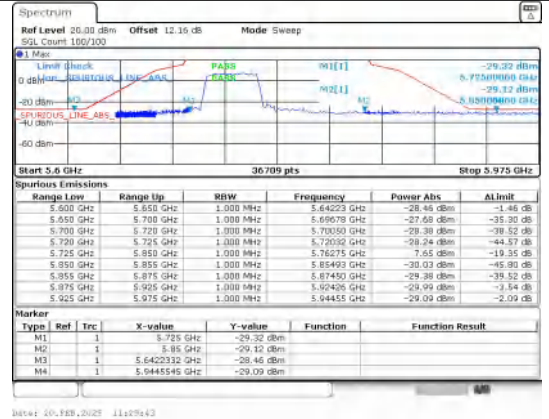 Spectrum
Ref Level 20.00 dBm Offset 12.16 dB Mode Sweep
SGL Count 100/100
1 Max
Limit Check PASS M1[1] -29.32 dBm
Line _SPURIOUS_LINE_ABS_ PASS 5.72500000 GHz
0 dBm
M2[1] -29.12 dBm
5.85000000 GHz
-20 dBm
M3 M1 M2
_SPURIOUS_LINE_ABS_
-40 dBm
-60 dBm
Start 5.6 GHz 36709 pts Stop 5.975 GHz
Spurious Emissions
Range Low Range Up RBW Frequency Power Abs ΔLimit
5.600 GHz 5.650 GHz 1.000 MHz 5.64223 GHz -28.46 dBm -1.46 dB
5.650 GHz 5.700 GHz 1.000 MHz 5.69678 GHz -27.68 dBm -35.30 dB
5.700 GHz 5.720 GHz 1.000 MHz 5.70050 GHz -28.38 dBm -38.52 dB
5.720 GHz 5.725 GHz 1.000 MHz 5.72032 GHz -28.24 dBm -44.57 dB
5.725 GHz 5.850 GHz 1.000 MHz 5.76275 GHz 7.65 dBm -19.35 dB
5.850 GHz 5.855 GHz 1.000 MHz 5.85493 GHz -30.03 dBm -45.80 dB
5.855 GHz 5.875 GHz 1.000 MHz 5.87450 GHz -29.38 dBm -39.52 dB
5.875 GHz 5.925 GHz 1.000 MHz 5.92426 GHz -29.99 dBm -3.54 dB
5.925 GHz 5.975 GHz 1.000 MHz 5.94455 GHz -29.09 dBm -2.09 dB
Marker
Type Ref Trc X-value Y-value Function Function Result
M1 1 5.725 GHz -29.32 dBm
M2 1 5.85 GHz -29.12 dBm
M3 1 5.6422332 GHz -28.46 dBm
M4 1 5.9445545 GHz -29.09 dBm
Date: 20.FEB.2025 11:29:43